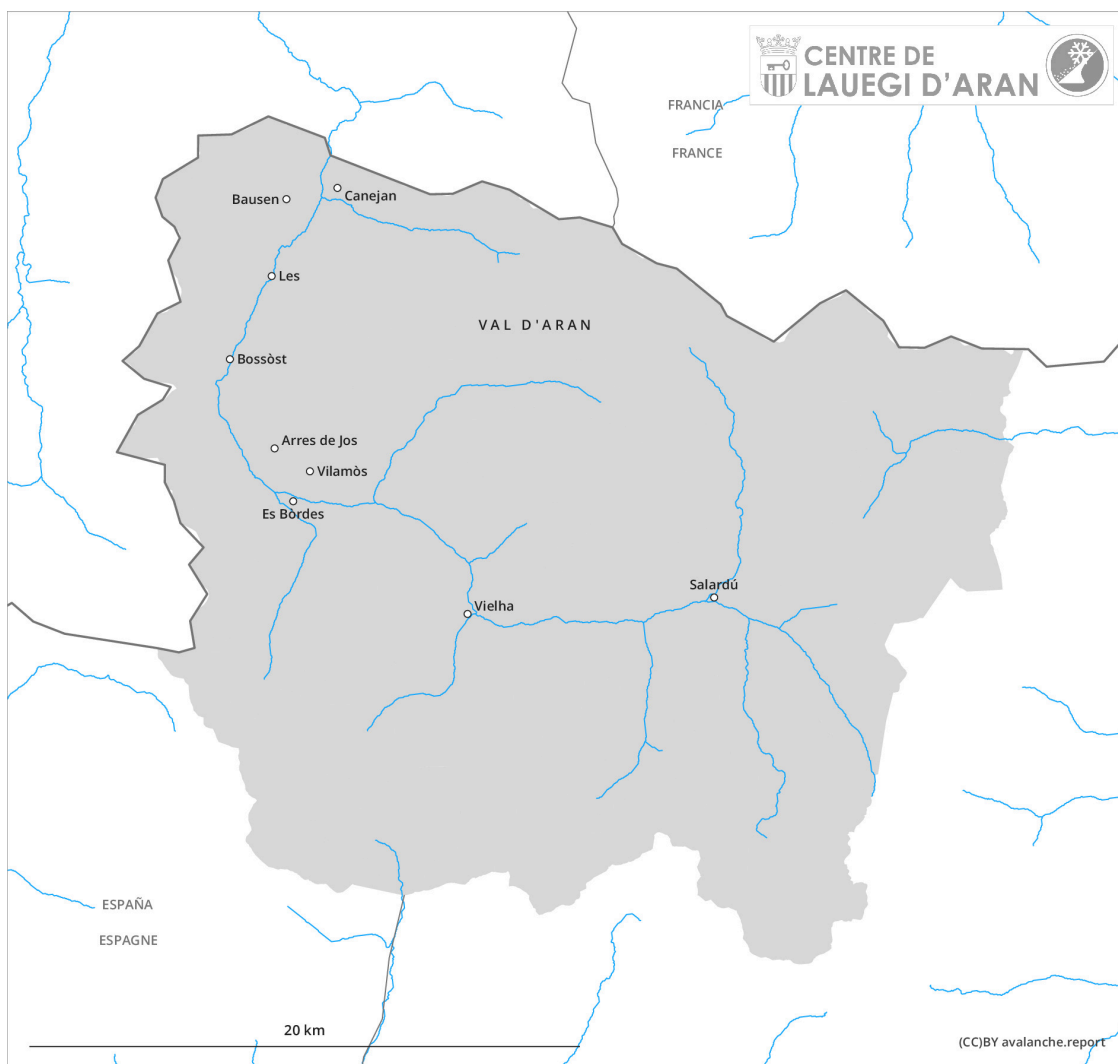 CENTRE DE
LAUEGI D'ARAN
FRANCIA
FRANCE
Bausen
Canejan
Les
VAL D'ARAN
Bossòst
Arres de Jos
Vilamòs
Es Bòrdes
Salardú
Vielha
ESPAÑA
ESPAGNE
20 km
(CC)BY avalanche.report